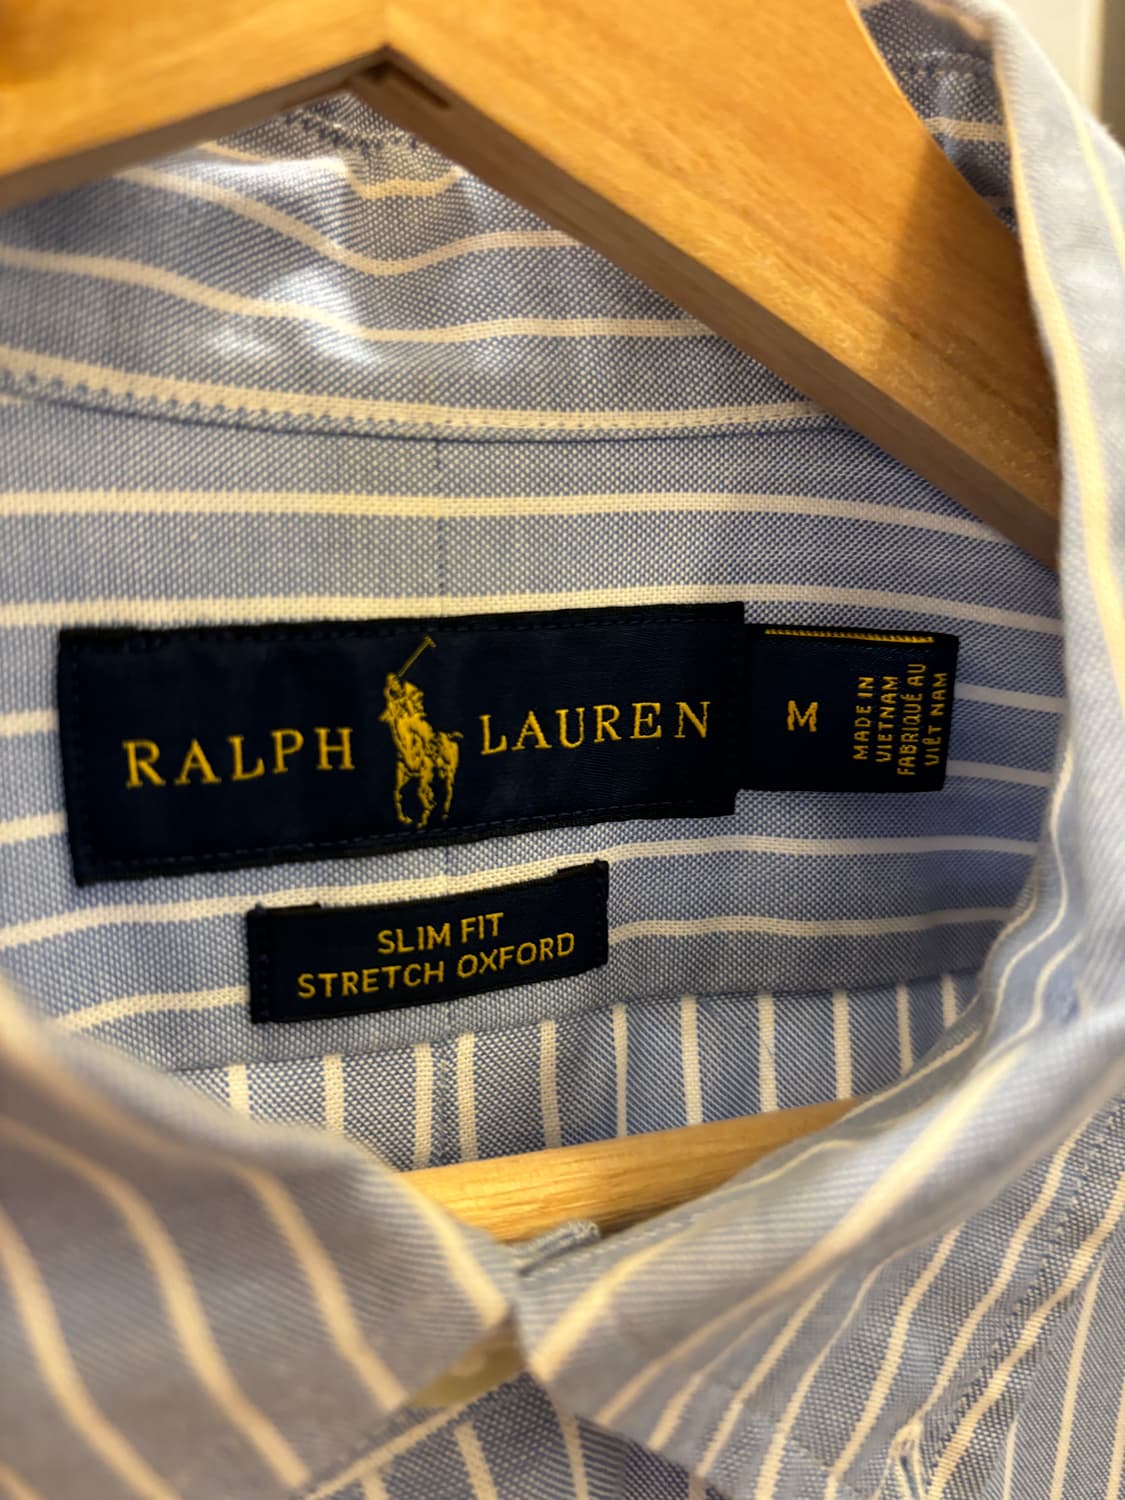 RALPH LAUREN
M
MADE IN
VIETNAM
FABRIQUÉ AU
VIÊT NAM
SLIM FIT
STRETCH OXFORD